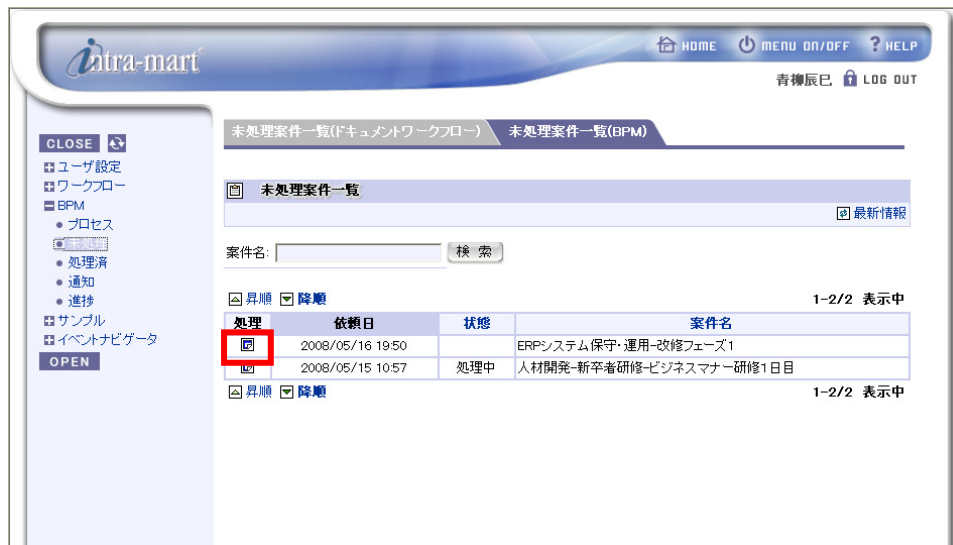 intra-mart
HOME MENU ON/OFF ? HELP
青柳辰巳 LOG OUT
未処理案件一覧(ドキュメントワークフロー) 未処理案件一覧(BPM)
CLOSE
ユーザ設定
ワークフロー
BPM
プロセス
未処理
処理済
通知
進捗
サンプル
イベントナビゲータ
OPEN
未処理案件一覧
最新情報
案件名: 検 索
昇順 降順 1-2/2 表示中
処理 依頼日 状態 案件名
2008/05/16 19:50 ERPシステム保守・運用-改修フェーズ1
2008/05/15 10:57 処理中 人材開発-新卒者研修-ビジネスマナー研修1日目
昇順 降順 1-2/2 表示中